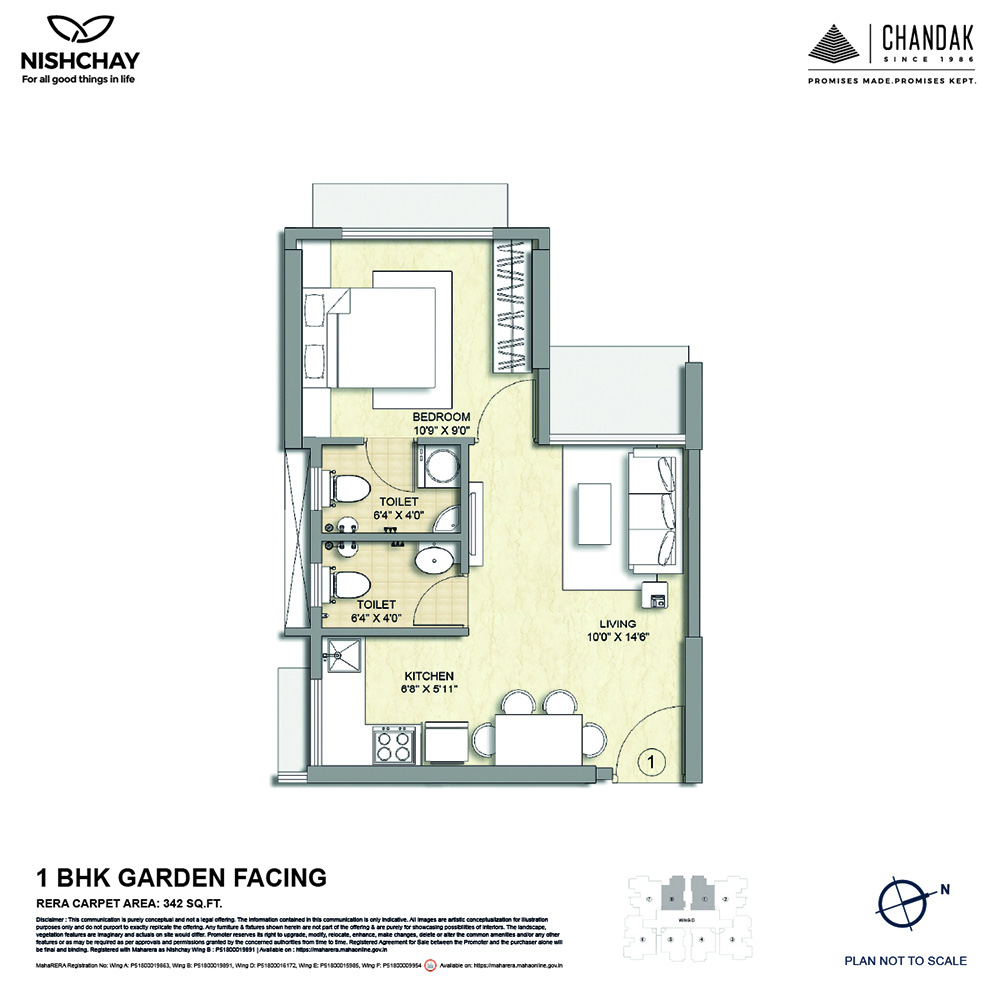 NISHCHAY
For all good things in life
CHANDAK
SINCE 1986
PROMISES MADE.PROMISES KEPT.
BEDROOM
10'9" X 9'0"
TOILET
6'4" X 4'0"
TOILET
6'4" X 4'0"
LIVING
10'0" X 14'6"
KITCHEN
6'8" X 5'11"
1
1 BHK GARDEN FACING
RERA CARPET AREA: 342 SQ.FT.
Disclaimer : This communication is purely conceptual and not a legal offering. The information contained in this communication is only indicative. All images are artistic conceptualization for illustration
purposes only and do not purport to exactly replicate the offering. Any furniture & fixtures shown herein are not part of the offering & are purely for showcasing possibilities of interiors. The landscape,
vegetation features are imaginary and actuals on site would differ. Promoter reserves its right to upgrade, modify, relocate, enhance, make changes, delete or alter the common amenities and/or any other
features or as may be required as per approvals and permissions granted by the concerned authorities from time to time. Registered Agreement for Sale between the Promoter and the purchaser alone will
be final and binding. Registered with Maharera as Nishchay Wing B : P51800019891 | Available on : https://maharera.mahaonline.gov.in
MahaRERA Registration No: Wing A: P51800019863, Wing B: P51800019891, Wing D: P51800016172, Wing E: P51800015985, Wing F: P51800009954 Available on: https://maharera.mahaonline.gov.in
N
PLAN NOT TO SCALE